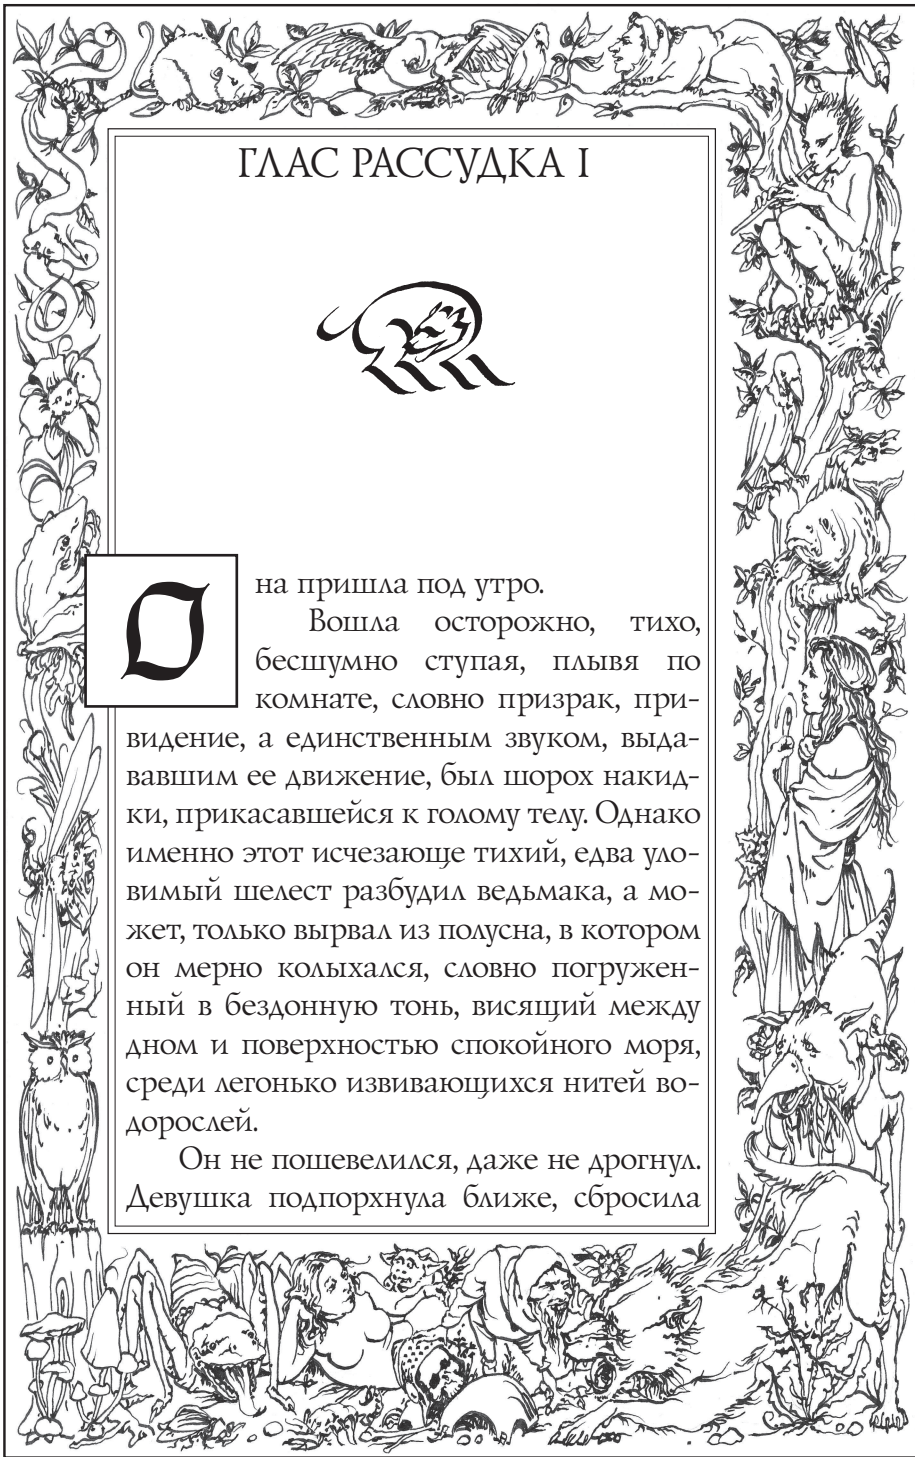 ГЛАС РАССУДКА I
Она пришла под утро.
Вошла осторожно, тихо,
бесшумно ступая, плывя по
комнате, словно призрак, при-
видение, а единственным звуком, выда-
вавшим ее движение, был шорох накид-
ки, прикасавшейся к голому телу. Однако
именно этот исчезающе тихий, едва уло-
вимый шелест разбудил ведьмака, а мо-
жет, только вырвал из полусна, в котором
он мерно колыхался, словно погружен-
ный в бездонную тонь, висящий между
дном и поверхностью спокойного моря,
среди легонько извивающихся нитей во-
дорослей.
Он не пошевелился, даже не дрогнул.
Девушка подпорхнула ближе, сбросила